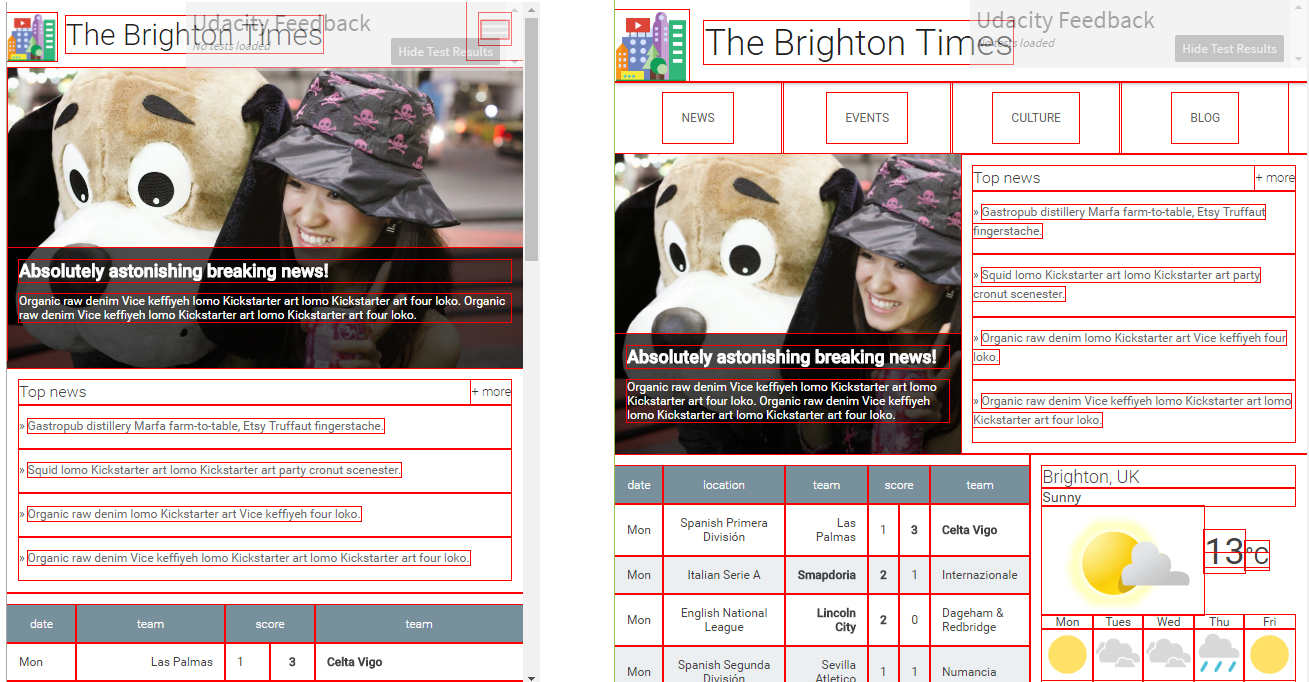 Udacity Feedback
The Brighton Times
No tests loaded
Hide Test Results
Absolutely astonishing breaking news!
Organic raw denim Vice keffiyeh lomo Kickstarter art lomo Kickstarter art four loko. Organic
raw denim Vice keffiyeh lomo Kickstarter art lomo Kickstarter art four loko.
Top news + more
» Gastropub distillery Marfa farm-to-table, Etsy Truffaut fingerstache.
» Squid lomo Kickstarter art lomo Kickstarter art party cronut scenester.
» Organic raw denim lomo Kickstarter art Vice keffiyeh four loko.
» Organic raw denim Vice keffiyeh lomo Kickstarter art lomo Kickstarter art four loko.
date team score team
Mon Las Palmas 1 3 Celta Vigo
Udacity Feedback
The Brighton Times
No tests loaded
Hide Test Results
NEWS EVENTS CULTURE BLOG
Absolutely astonishing breaking news!
Organic raw denim Vice keffiyeh lomo Kickstarter art lomo
Kickstarter art four loko. Organic raw denim Vice keffiyeh
lomo Kickstarter art lomo Kickstarter art four loko.
Top news + more
» Gastropub distillery Marfa farm-to-table, Etsy Truffaut
fingerstache.
» Squid lomo Kickstarter art lomo Kickstarter art party
cronut scenester.
» Organic raw denim lomo Kickstarter art Vice keffiyeh four
loko.
» Organic raw denim Vice keffiyeh lomo Kickstarter art lomo
Kickstarter art four loko.
date location team score team
Mon Spanish Primera División Las Palmas 1 3 Celta Vigo
Mon Italian Serie A Smapdoria 2 1 Internazionale
Mon English National League Lincoln City 2 0 Dageham & Redbridge
Mon Spanish Segunda División Sevilla Atletico 1 1 Numancia
Brighton, UK
Sunny
13°C
Mon Tues Wed Thu Fri